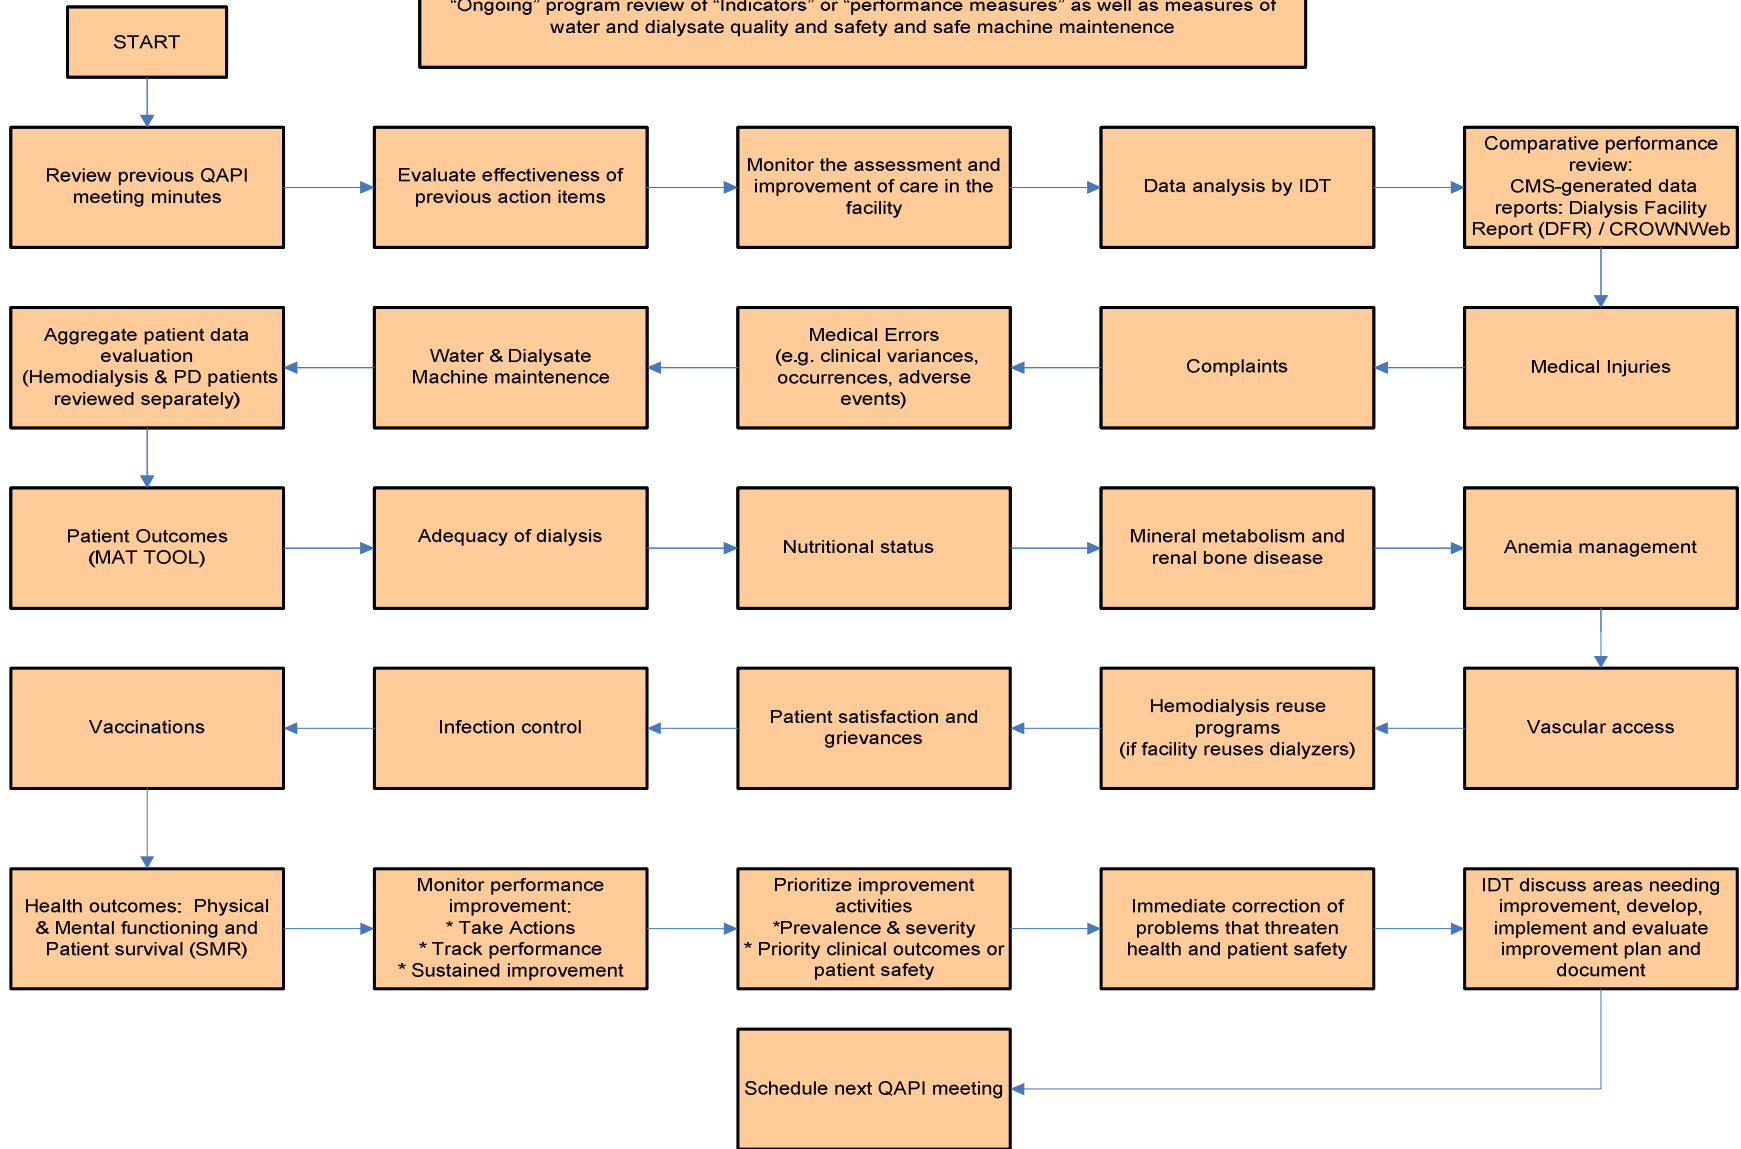 “Ongoing” program review of “Indicators” or “performance measures” as well as measures of
water and dialysate quality and safety and safe machine maintenence
START
Review previous QAPI
meeting minutes
Evaluate effectiveness of
previous action items
Monitor the assessment and
improvement of care in the
facility
Data analysis by IDT
Comparative performance
review:
CMS-generated data
reports: Dialysis Facility
Report (DFR) / CROWNWeb
Aggregate patient data
evaluation
(Hemodialysis & PD patients
reviewed separately)
Water & Dialysate
Machine maintenence
Medical Errors
(e.g. clinical variances,
occurrences, adverse
events)
Complaints
Medical Injuries
Patient Outcomes
(MAT TOOL)
Adequacy of dialysis
Nutritional status
Mineral metabolism and
renal bone disease
Anemia management
Vaccinations
Infection control
Patient satisfaction and
grievances
Hemodialysis reuse
programs
(if facility reuses dialyzers)
Vascular access
Health outcomes: Physical
& Mental functioning and
Patient survival (SMR)
Monitor performance
improvement:
* Take Actions
* Track performance
* Sustained improvement
Prioritize improvement
activities
*Prevalence & severity
* Priority clinical outcomes or
patient safety
Immediate correction of
problems that threaten
health and patient safety
IDT discuss areas needing
improvement, develop,
implement and evaluate
improvement plan and
document
Schedule next QAPI meeting